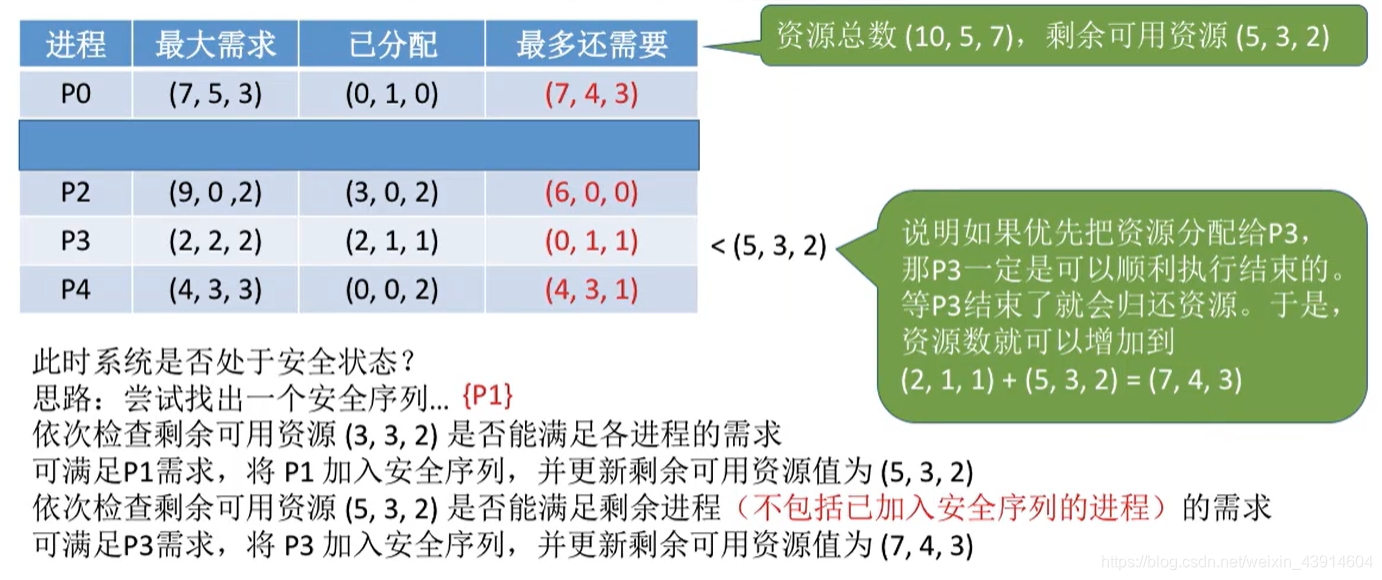 进程 最大需求 已分配 最多还需要
资源总数 (10, 5, 7)，剩余可用资源 (5, 3, 2)
P0 (7, 5, 3) (0, 1, 0) (7, 4, 3)
P2 (9, 0 ,2) (3, 0, 2) (6, 0, 0)
P3 (2, 2, 2) (2, 1, 1) (0, 1, 1)
P4 (4, 3, 3) (0, 0, 2) (4, 3, 1)
< (5, 3, 2)
说明如果优先把资源分配给P3，
那P3一定是可以顺利执行结束的。
等P3结束了就会归还资源。于是，
资源数就可以增加到
(2, 1, 1) + (5, 3, 2) = (7, 4, 3)
此时系统是否处于安全状态？
思路：尝试找出一个安全序列... {P1}
依次检查剩余可用资源 (3, 3, 2) 是否能满足各进程的需求
可满足P1需求，将 P1 加入安全序列，并更新剩余可用资源值为 (5, 3, 2)
依次检查剩余可用资源 (5, 3, 2) 是否能满足剩余进程（不包括已加入安全序列的进程）的需求
可满足P3需求，将 P3 加入安全序列，并更新剩余可用资源值为 (7, 4, 3)
https://blog.csdn.net/weixin_43914604